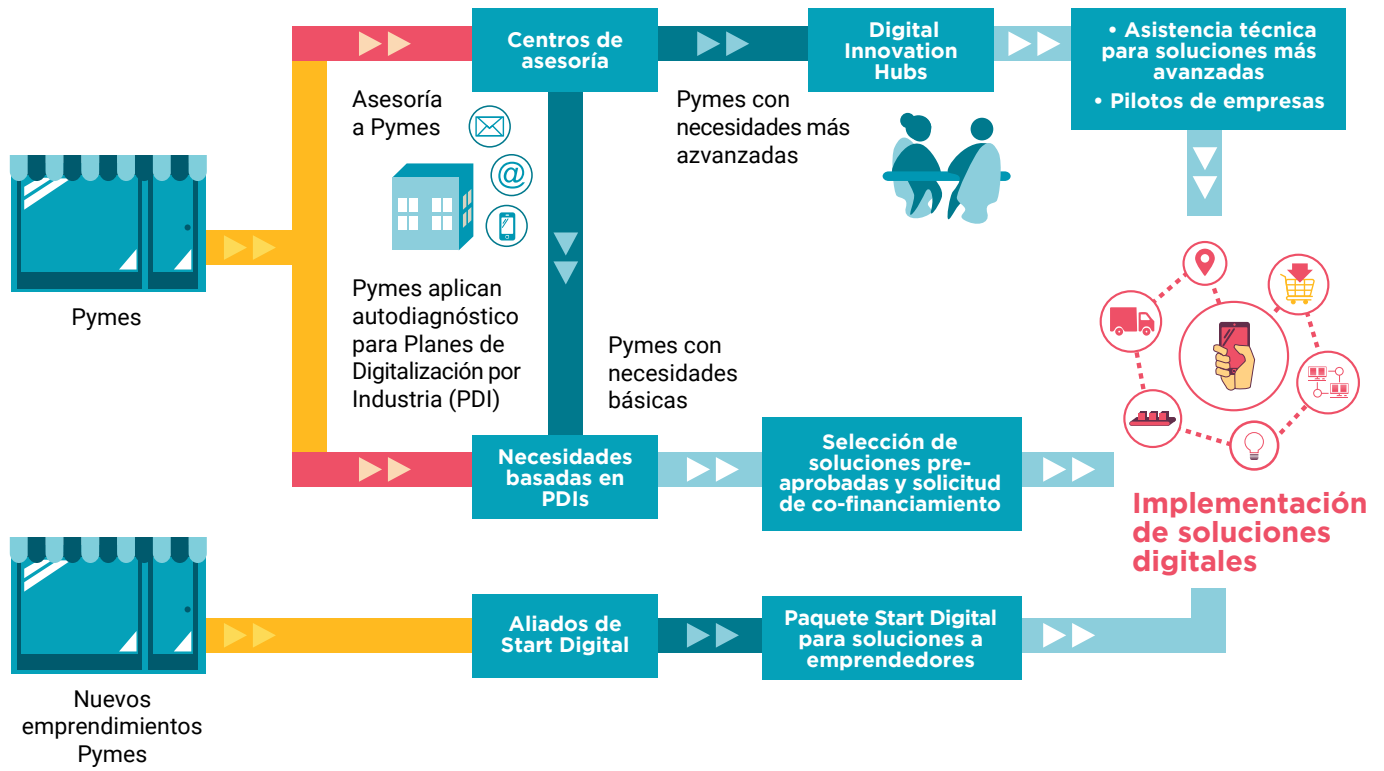 Centros de
asesoría
Digital
Innovation
Hubs
• Asistencia técnica
para soluciones más
avanzadas
• Pilotos de empresas
Asesoría
a Pymes
@
Pymes con
necesidades más
azvanzadas
Pymes
Pymes aplican
autodiagnóstico
para Planes de
Digitalización por
Industria (PDI)
Pymes con
necesidades
básicas
Necesidades
basadas en
PDIs
Selección de
soluciones pre-
aprobadas y solicitud
de co-financiamiento
Implementación
de soluciones
digitales
Aliados de
Start Digital
Paquete Start Digital
para soluciones a
emprendedores
Nuevos
emprendimientos
Pymes